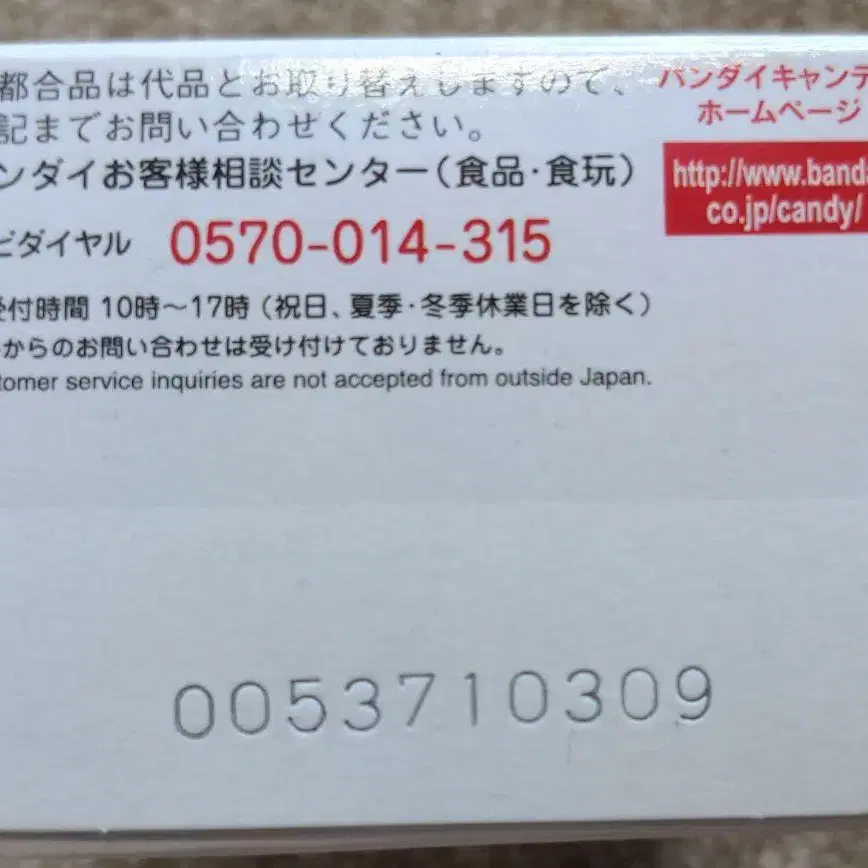 都合品は代品とお取り替えしますので、
記までお問い合わせください。
ンダイお客様相談センター(食品・食玩)
ビダイヤル 0570-014-315
受付時間 10時〜17時(祝日、夏季・冬季休業日を除く)
からのお問い合わせは受け付けておりません。
tomer service inquiries are not accepted from outside Japan.
バンダイキャンデ
ホームページ
http://www.banda
co.jp/candy/
0053710309